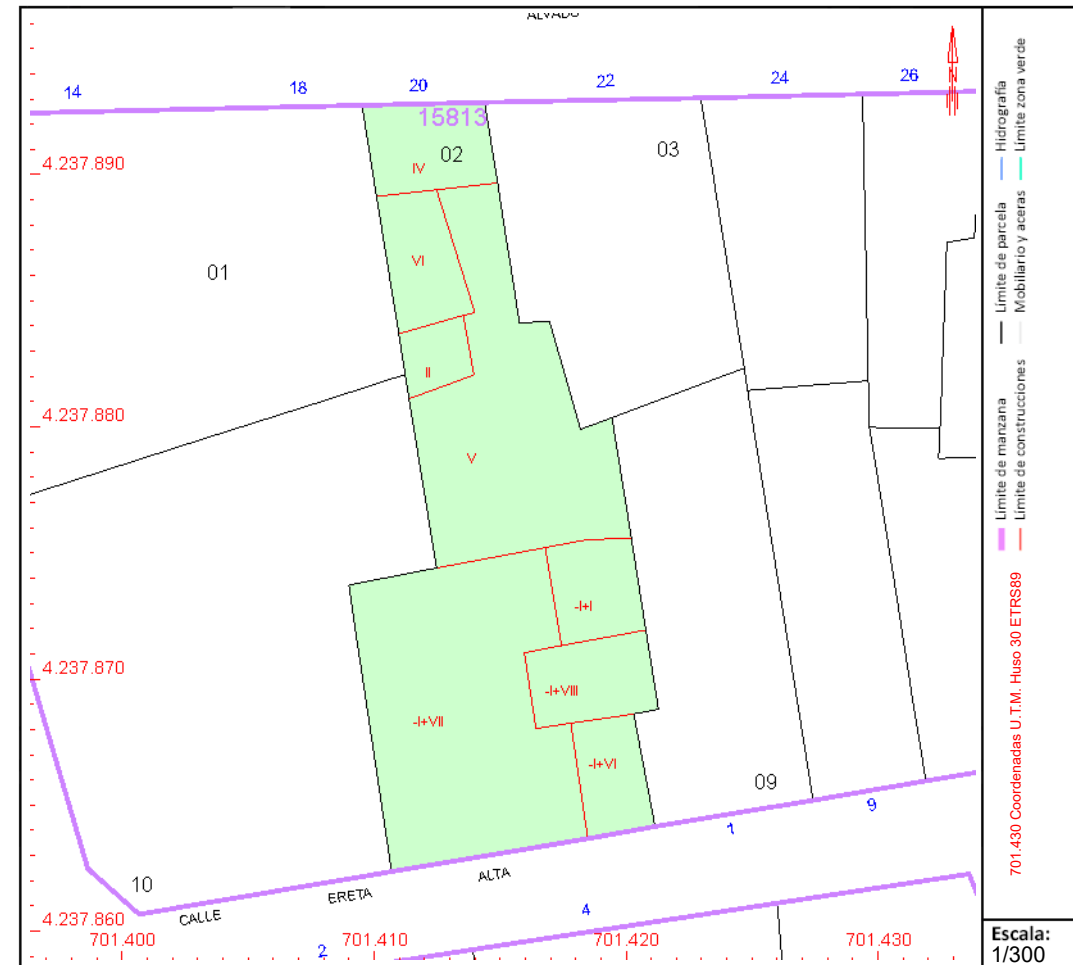 ALVADO
14
18
20
22
24
26
15813
02
03
4.237.890
IV
VI
01
II
4.237.880
V
-I+I
4.237.870
-I+VIII
-I+VII
-I+VI
09
9
1
10
ALTA
ERETA
CALLE
4.237.860
4
2
701.400
701.410
701.420
701.430
N
Hidrografía
Límite zona verde
Límite de parcela
Mobiliario y aceras
Límite de manzana
Límite de construcciones
701.430 Coordenadas U.T.M. Huso 30 ETRS89
Escala:
1/300